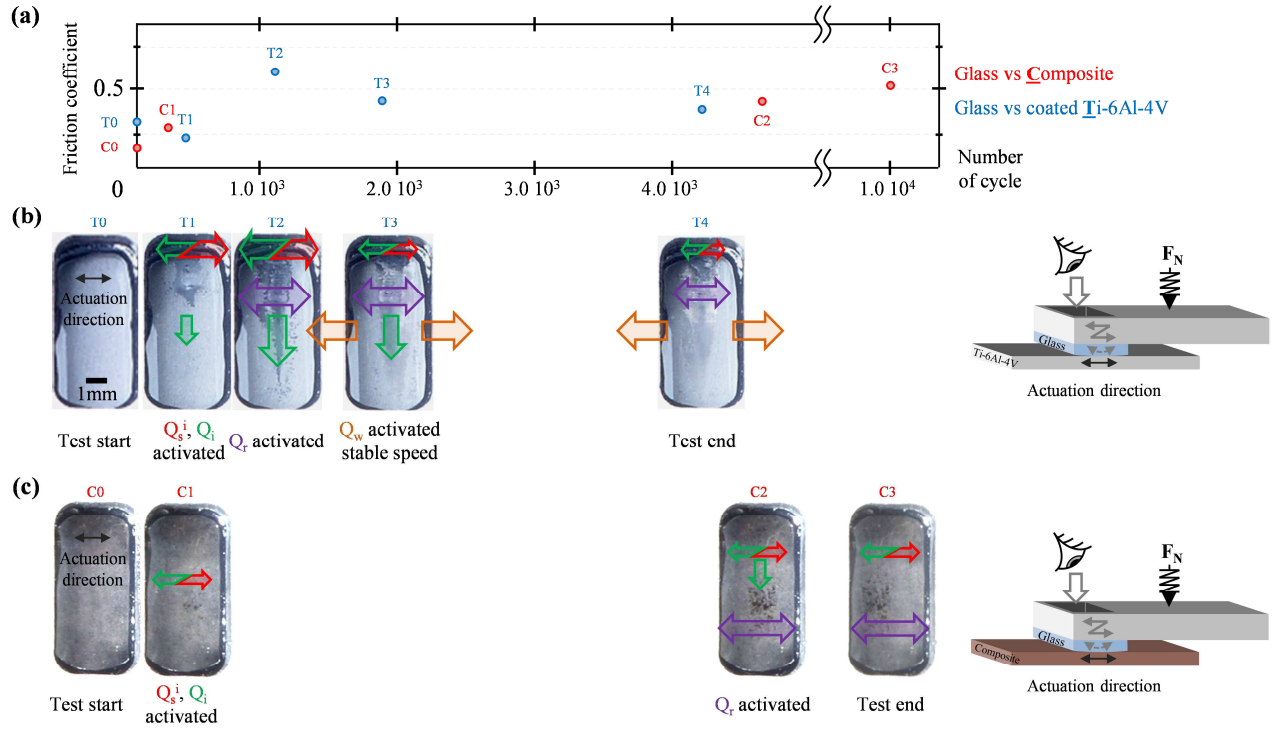 (a)
Friction coefficient
0.5
0
T0
C0
C1
T1
T2
T3
T4
C2
C3
1.0 10³
2.0 10³
3.0 10³
4.0 10³
1.0 10⁴
Glass vs Composite
Glass vs coated Ti-6Al-4V
Number
of cycle
(b)
T0
T1
T2
T3
T4
Actuation
direction
1mm
Test start
Qₛⁱ, Qᵢ
activated
Qᵣ activated
Q_w activated
stable speed
Test end
F_N
Glass
Ti-6Al-4V
Actuation direction
(c)
C0
C1
C2
C3
Actuation
direction
Test start
Qₛⁱ, Qᵢ
activated
Qᵣ activated
Test end
F_N
Glass
Composite
Actuation direction